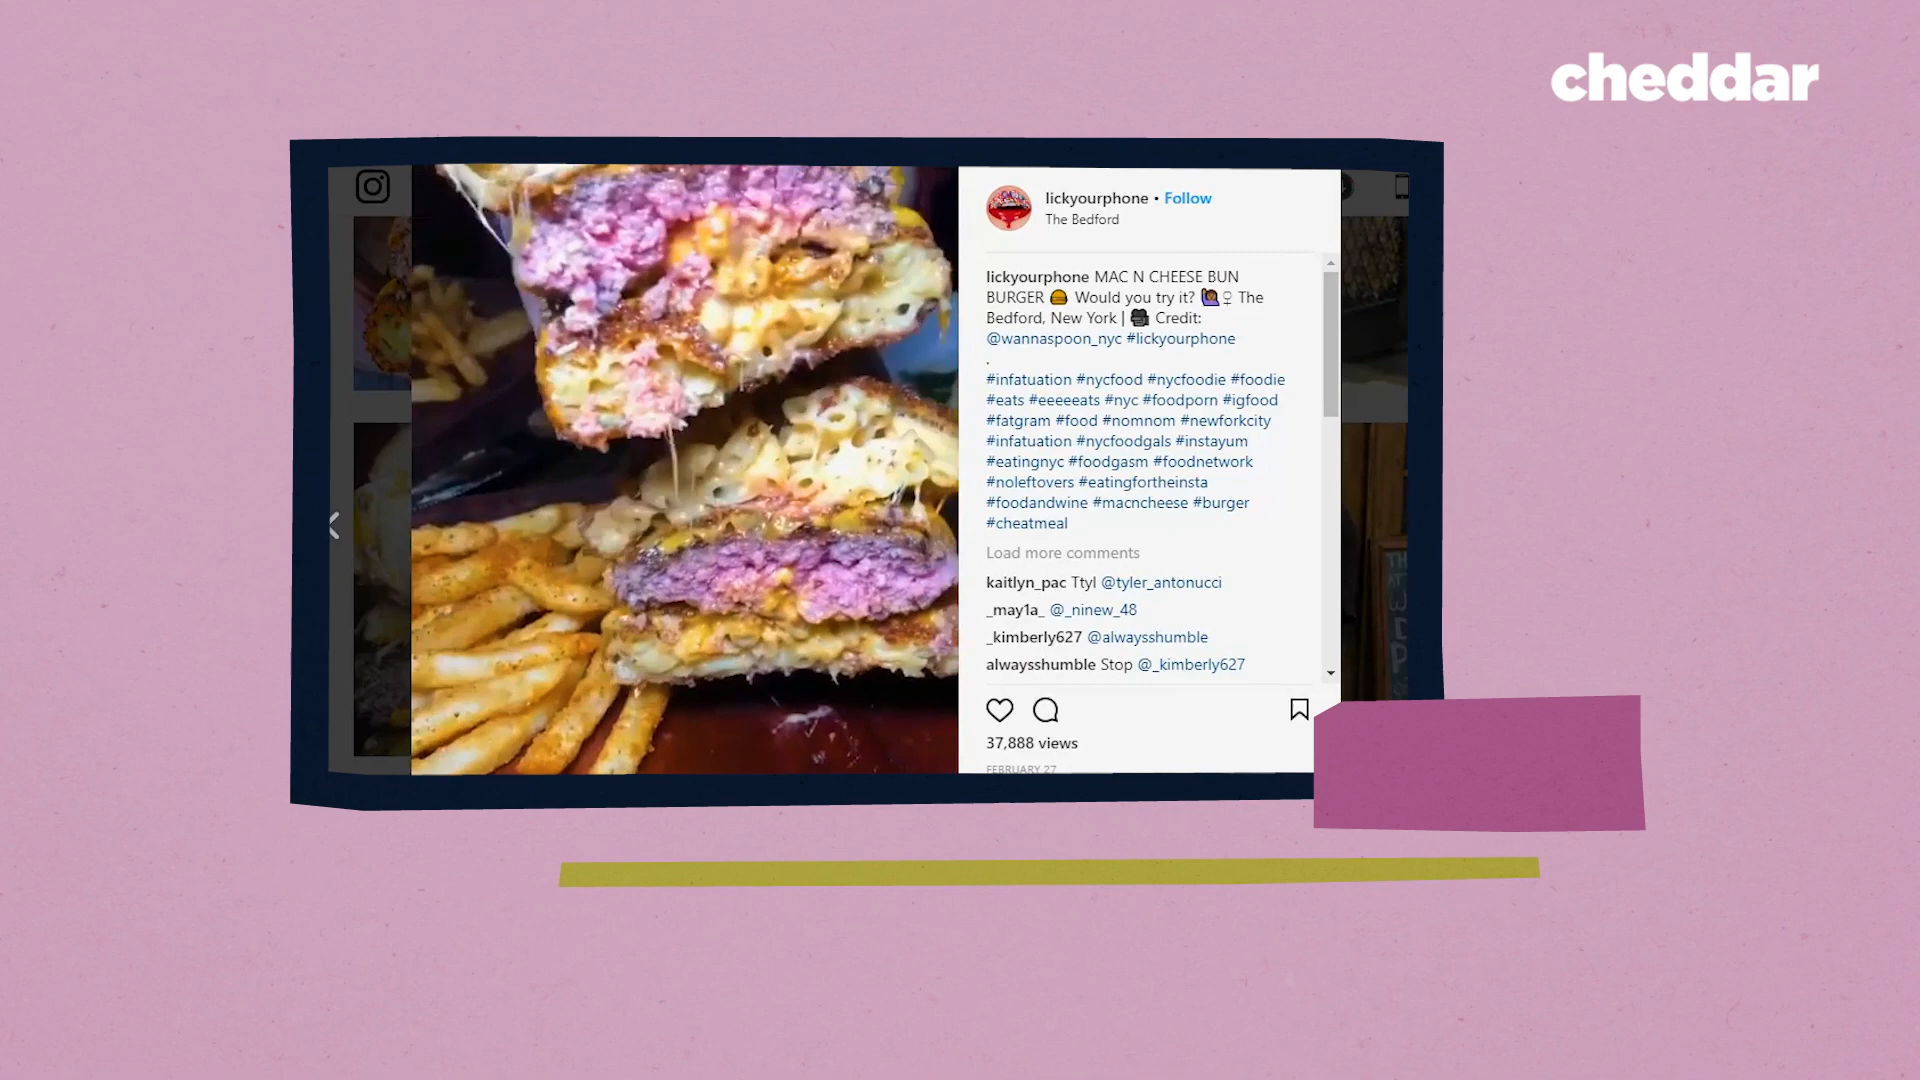 cheddar
lickyourphone • Follow
The Bedford
lickyourphone MAC N CHEESE BUN
BURGER 🍔 Would you try it? 🙋🏾♀ The
Bedford, New York | 🎥 Credit:
@wannaspoon_nyc #lickyourphone
.
#infatuation #nycfood #nycfoodie #foodie
#eats #eeeeeats #nyc #foodporn #igfood
#fatgram #food #nomnom #newforkcity
#infatuation #nycfoodgals #instayum
#eatingnyc #foodgasm #foodnetwork
#noleftovers #eatingfortheinsta
#foodandwine #macncheese #burger
#cheatmeal
Load more comments
kaitlyn_pac Ttyl @tyler_antonucci
_may1a_ @_ninew_48
_kimberly627 @alwaysshumble
alwaysshumble Stop @_kimberly627
37,888 views
FEBRUARY 27